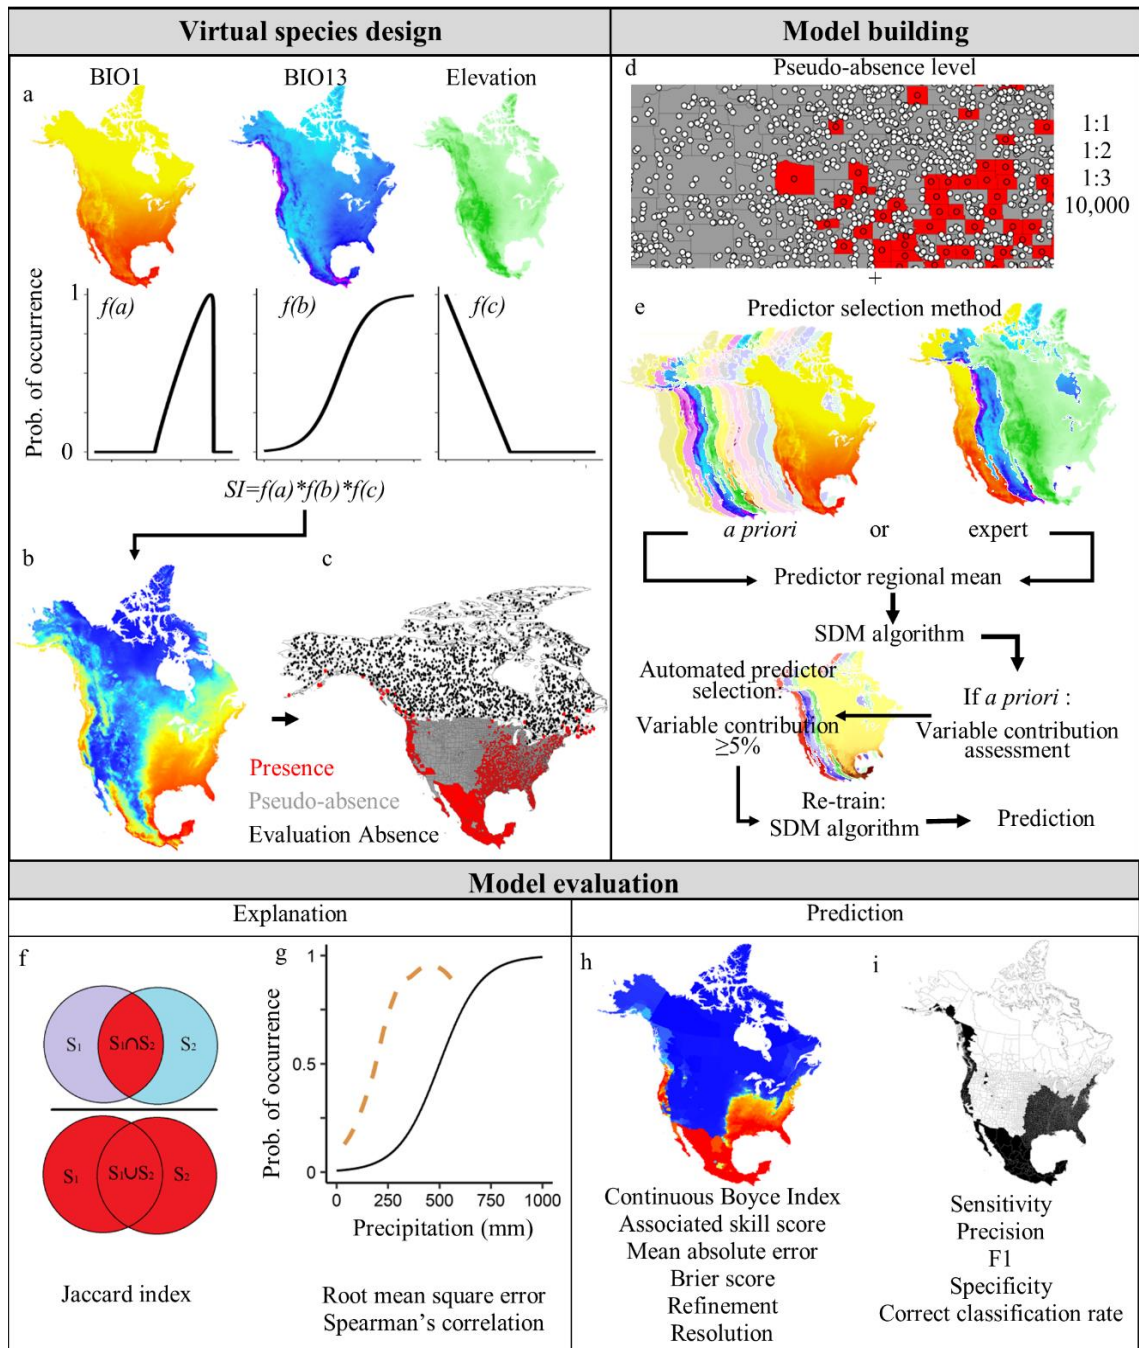 Virtual species design
Model building
a
BIO1
BIO13
Elevation
Prob. of occurrence
1
0
f(a)
f(b)
f(c)
SI=f(a)*f(b)*f(c)
b
c
Presence
Pseudo-absence
Evaluation Absence
d
Pseudo-absence level
1:1
1:2
1:3
10,000
+
e
Predictor selection method
a priori
or
expert
Predictor regional mean
SDM algorithm
If a priori :
Variable contribution
assessment
Automated predictor
selection:
Variable contribution
≥5%
Re-train:
SDM algorithm
Prediction
Model evaluation
Explanation
Prediction
f
S1
S1∩S2
S2
S1
S1∪S2
S2
Jaccard index
g
Prob. of occurrence
1
0.5
0
0
250
500
750
1000
Precipitation (mm)
Root mean square error
Spearman's correlation
h
Continuous Boyce Index
Associated skill score
Mean absolute error
Brier score
Refinement
Resolution
i
Sensitivity
Precision
F1
Specificity
Correct classification rate